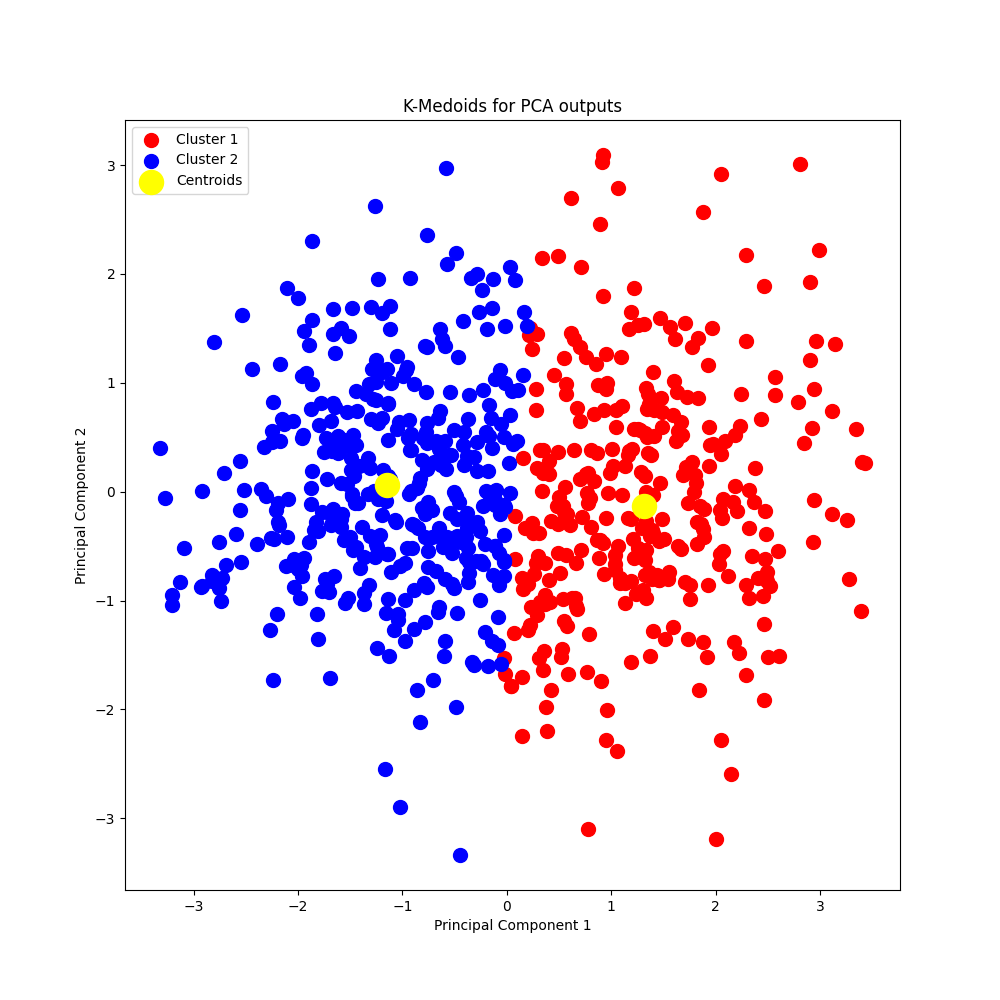 K-Medoids for PCA outputs
Cluster 1
Cluster 2
Centroids
3
2
1
0
−1
−2
−3
Principal Component 2
−3 −2 −1 0 1 2 3
Principal Component 1